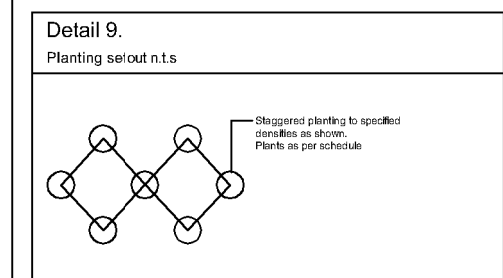 Detail 9.
Planting setout n.t.s
Staggered planting to specified
densities as shown.
Plants as per schedule